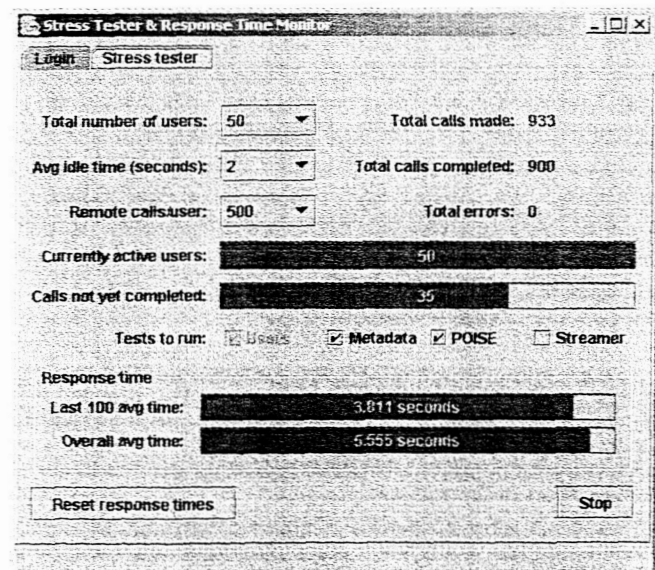 Stress Tester & Response Time Monitor
Login Stress tester
Total number of users: 50 Total calls made: 933
Avg idle time (seconds): 2 Total calls completed: 900
Remote calls/user: 500 Total errors: 0
Currently active users: 50
Calls not yet completed: 35
Tests to run: Users Metadata POISE Streamer
Response time
Last 100 avg time: 3.811 seconds
Overall avg time: 5.555 seconds
Reset response times Stop